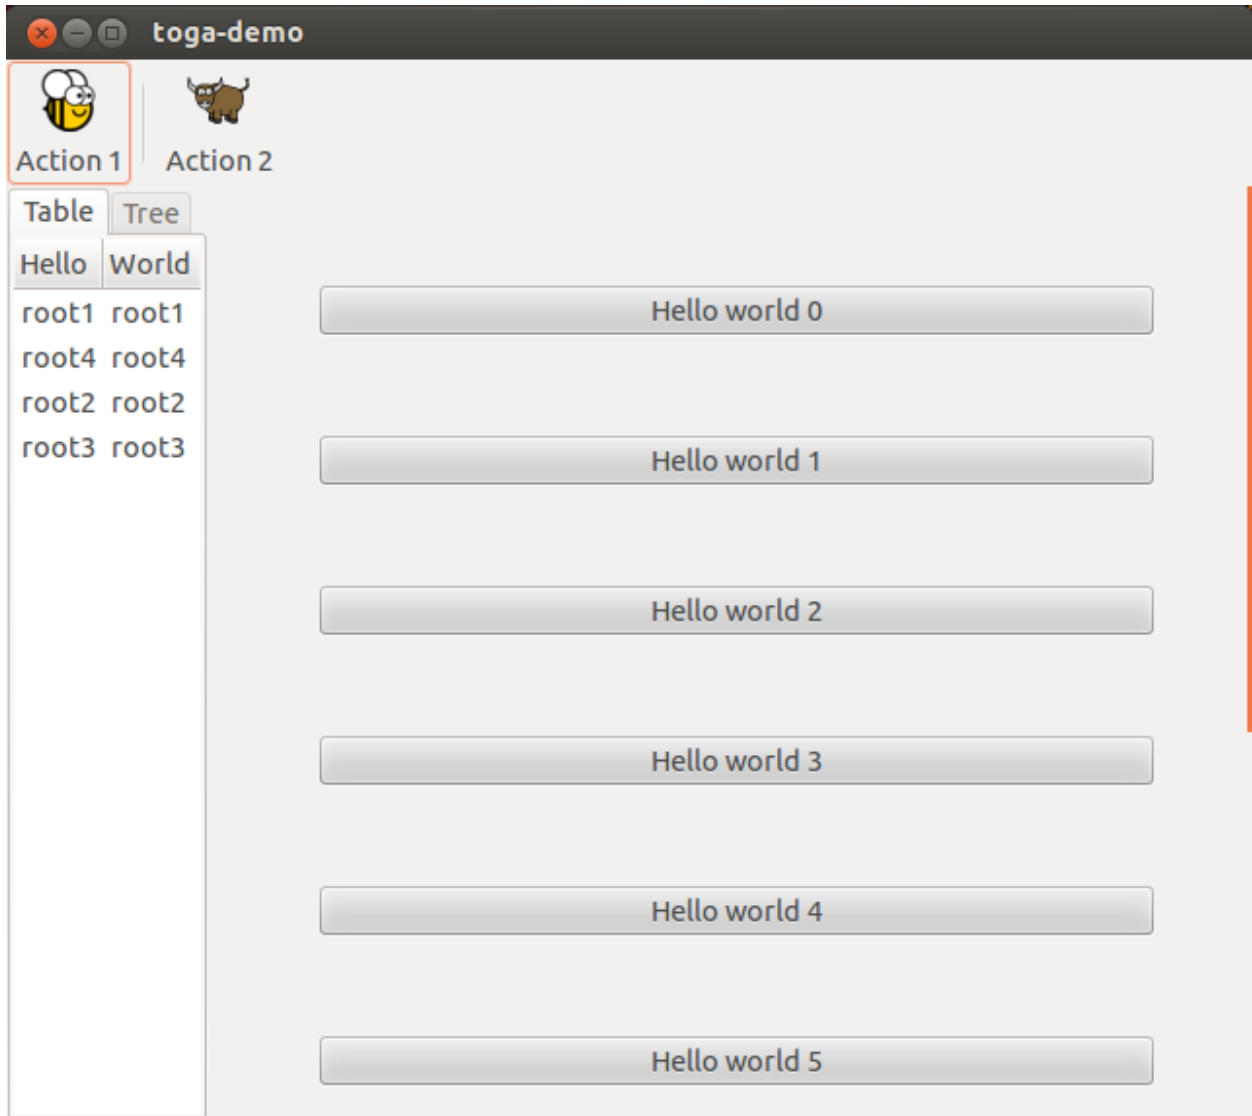 toga-demo
Action 1 Action 2
Table Tree
Hello World
root1 root1
root4 root4
root2 root2
root3 root3
Hello world 0
Hello world 1
Hello world 2
Hello world 3
Hello world 4
Hello world 5